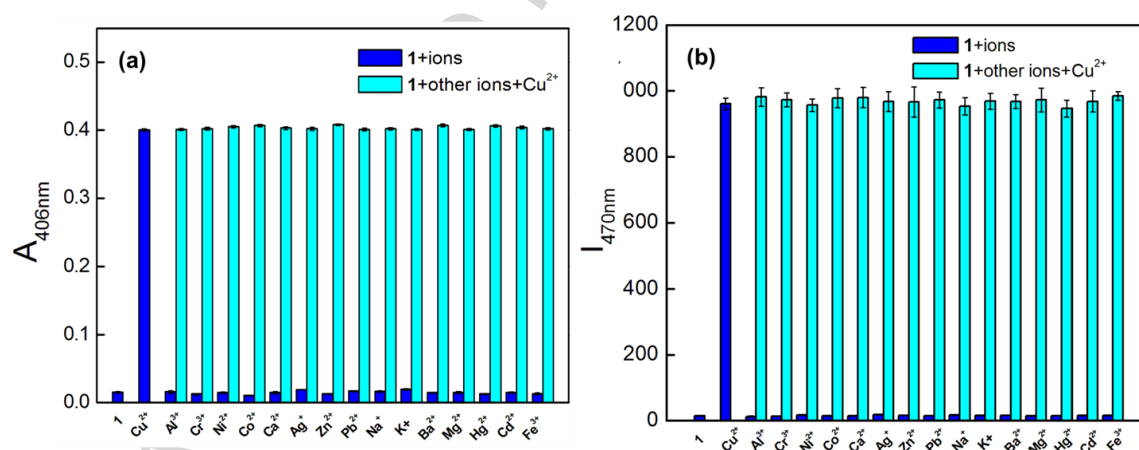 (a)
1+ions
1+other ions+Cu²⁺
0.5
0.4
0.3
0.2
0.1
0.0
A406nm
1 Cu²⁺ Al³⁺ Cr³⁺ Ni²⁺ Co²⁺ Ca²⁺ Ag⁺ Zn²⁺ Pb²⁺ Na⁺ K+ Ba²⁺ Mg²⁺ Hg²⁺ Cd²⁺ Fe³⁺
(b)
1+ions
1+other ions+Cu²⁺
1200
000
800
600
400
200
0
I470nm
1 Cu²⁺ Al³⁺ Cr³⁺ Ni²⁺ Co²⁺ Ca²⁺ Ag⁺ Zn²⁺ Pb²⁺ Na⁺ K+ Ba²⁺ Mg²⁺ Hg²⁺ Cd²⁺ Fe³⁺